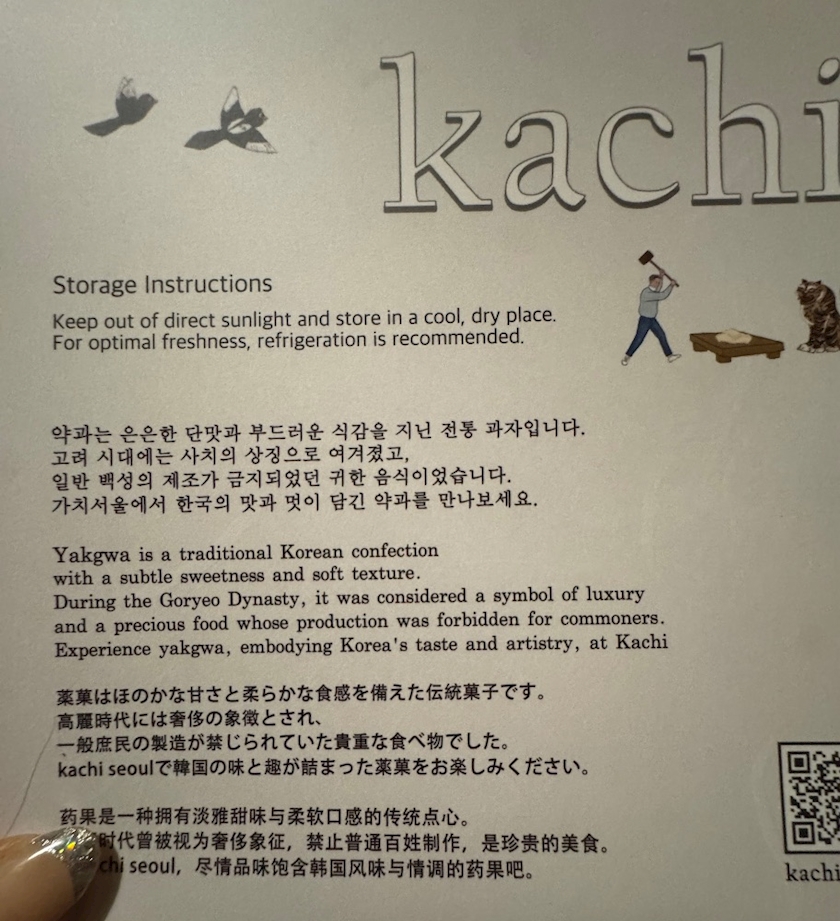 kachi
Storage Instructions
Keep out of direct sunlight and store in a cool, dry place.
For optimal freshness, refrigeration is recommended.
약과는 은은한 단맛과 부드러운 식감을 지닌 전통 과자입니다.
고려 시대에는 사치의 상징으로 여겨졌고,
일반 백성의 제조가 금지되었던 귀한 음식이었습니다.
가치서울에서 한국의 맛과 멋이 담긴 약과를 만나보세요.
Yakgwa is a traditional Korean confection
with a subtle sweetness and soft texture.
During the Goryeo Dynasty, it was considered a symbol of luxury
and a precious food whose production was forbidden for commoners.
Experience yakgwa, embodying Korea's taste and artistry, at Kachi
薬菓はほのかな甘さと柔らかな食感を備えた伝統菓子です。
高麗時代には奢侈の象徴とされ、
一般庶民の製造が禁じられていた貴重な食べ物でした。
kachi seoulで韓国の味と趣が詰まった薬菓をお楽しみください。
药果是一种拥有淡雅甜味与柔软口感的传统点心。
时代曾被视为奢侈象征，禁止普通百姓制作，是珍贵的美食。
chi seoul，尽情品味饱含韩国风味与情调的药果吧。
kachi